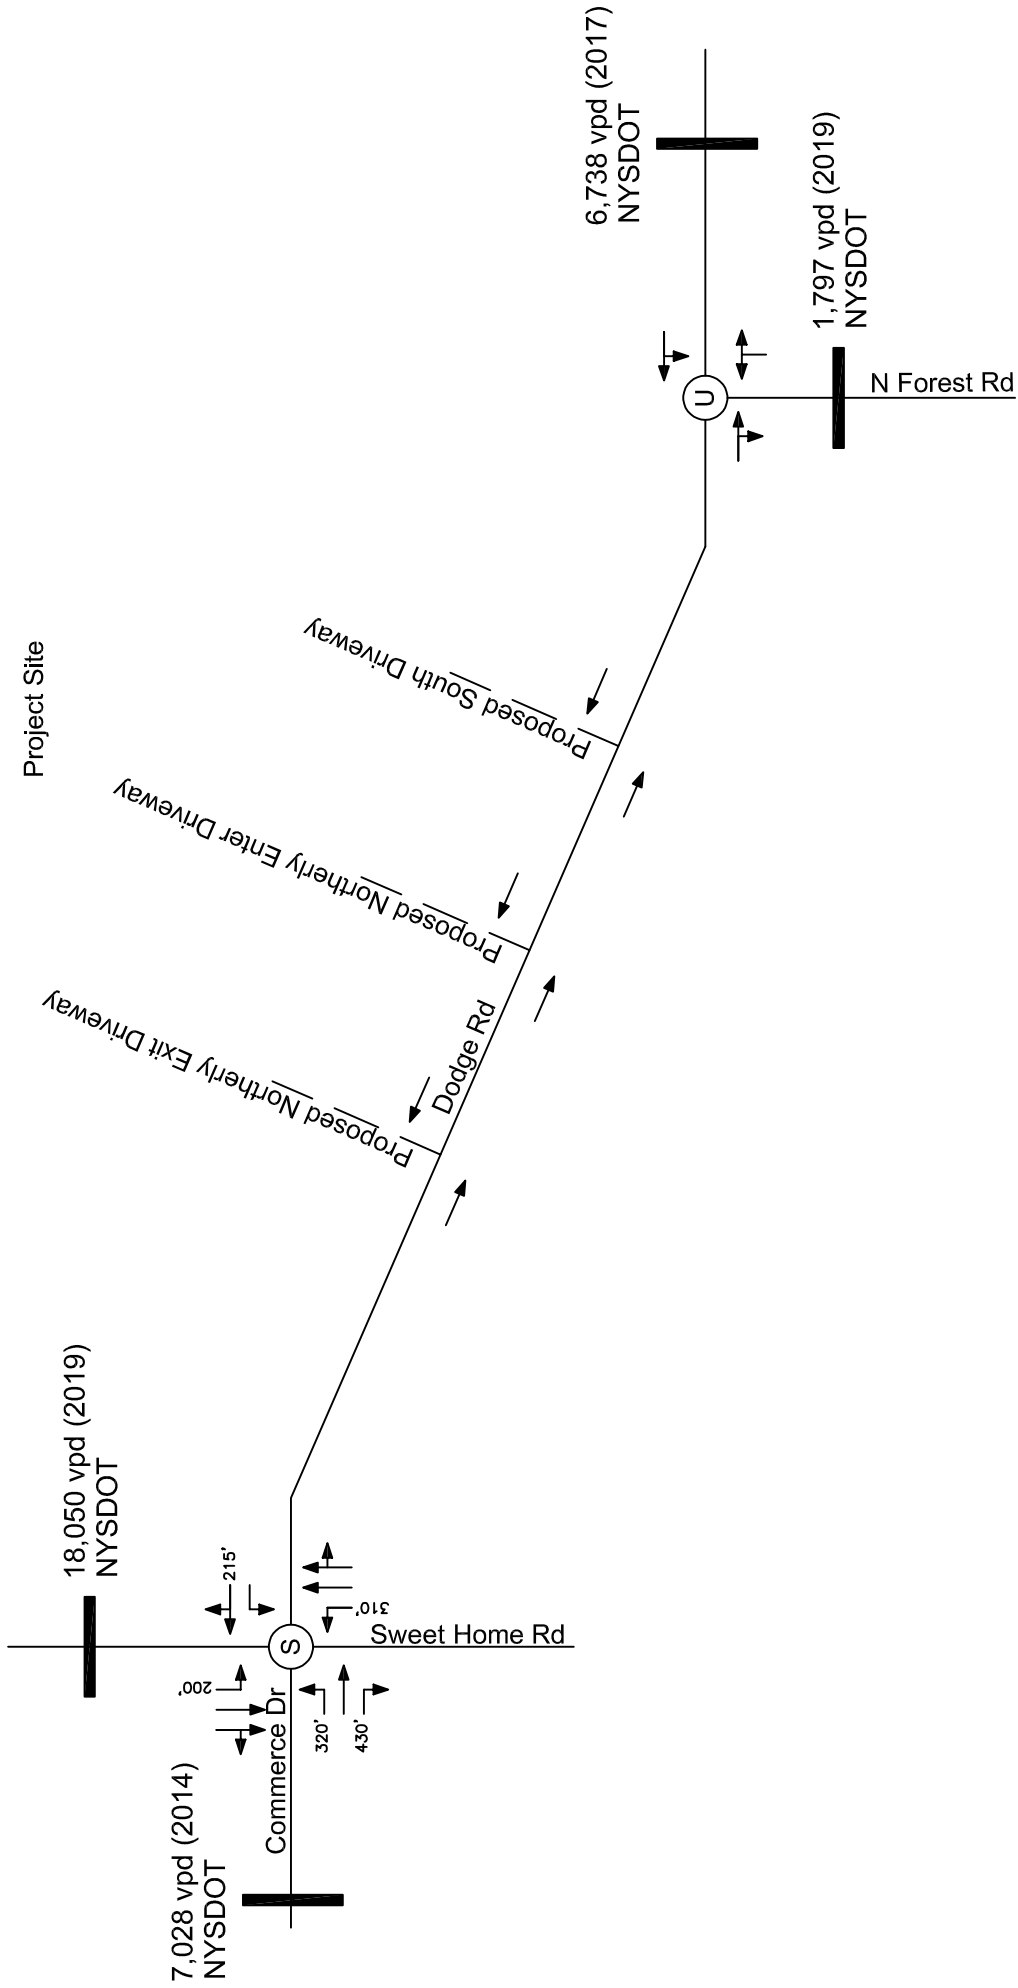 Project Site
18,050 vpd (2019)
NYSDOT
7,028 vpd (2014)
NYSDOT
6,738 vpd (2017)
NYSDOT
1,797 vpd (2019)
NYSDOT
Proposed Northerly Exit Driveway
Proposed Northerly Enter Driveway
Proposed South Driveway
Dodge Rd
Commerce Dr
Sweet Home Rd
N Forest Rd
S
U
200'
215'
320'
430'
310'